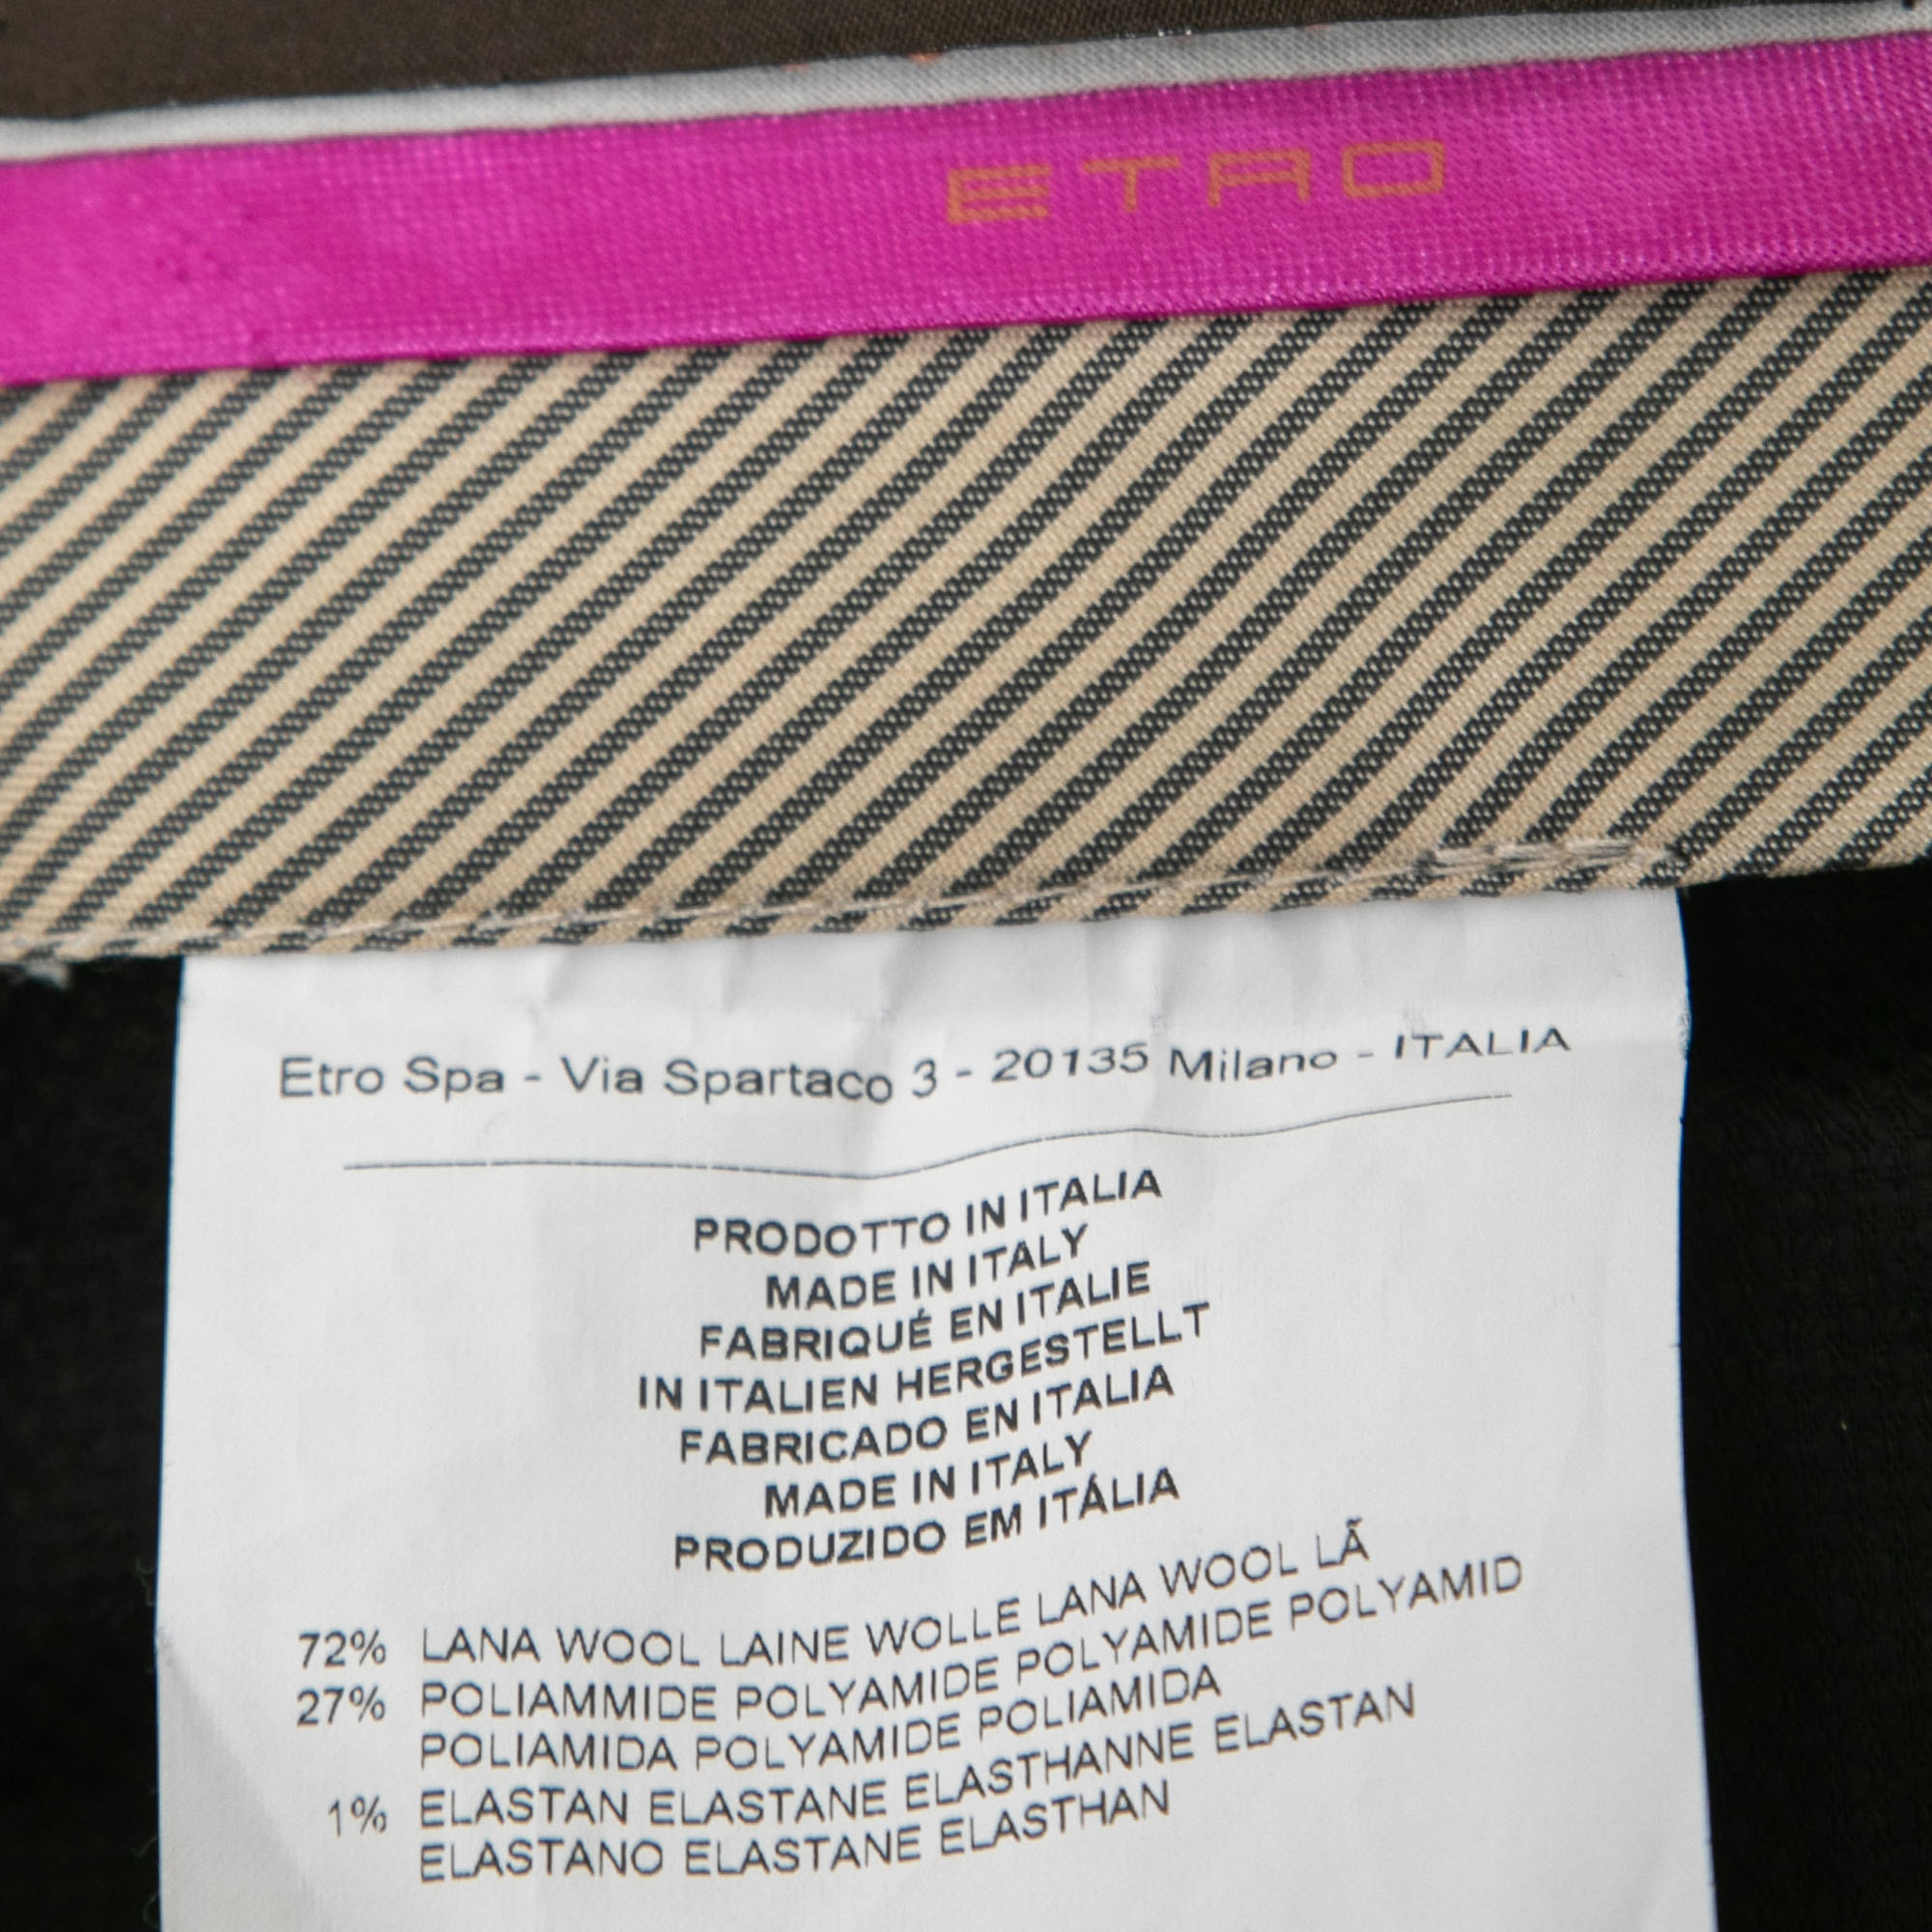 ETRO
Etro Spa - Via Spartaco 3 - 20135 Milano - ITALIA
PRODOTTO IN ITALIA
MADE IN ITALY
FABRIQUÉ EN ITALIE
IN ITALIEN HERGESTELLT
FABRICADO EN ITALIA
MADE IN ITALY
PRODUZIDO EM ITÁLIA
72% LANA WOOL LAINE WOLLE LANA WOOL LÃ
27% POLIAMMIDE POLYAMIDE POLYAMIDE POLYAMID
POLIAMIDA POLYAMIDE POLIAMIDA
1% ELASTAN ELASTANE ELASTHANNE ELASTAN
ELASTANO ELASTANE ELASTHAN